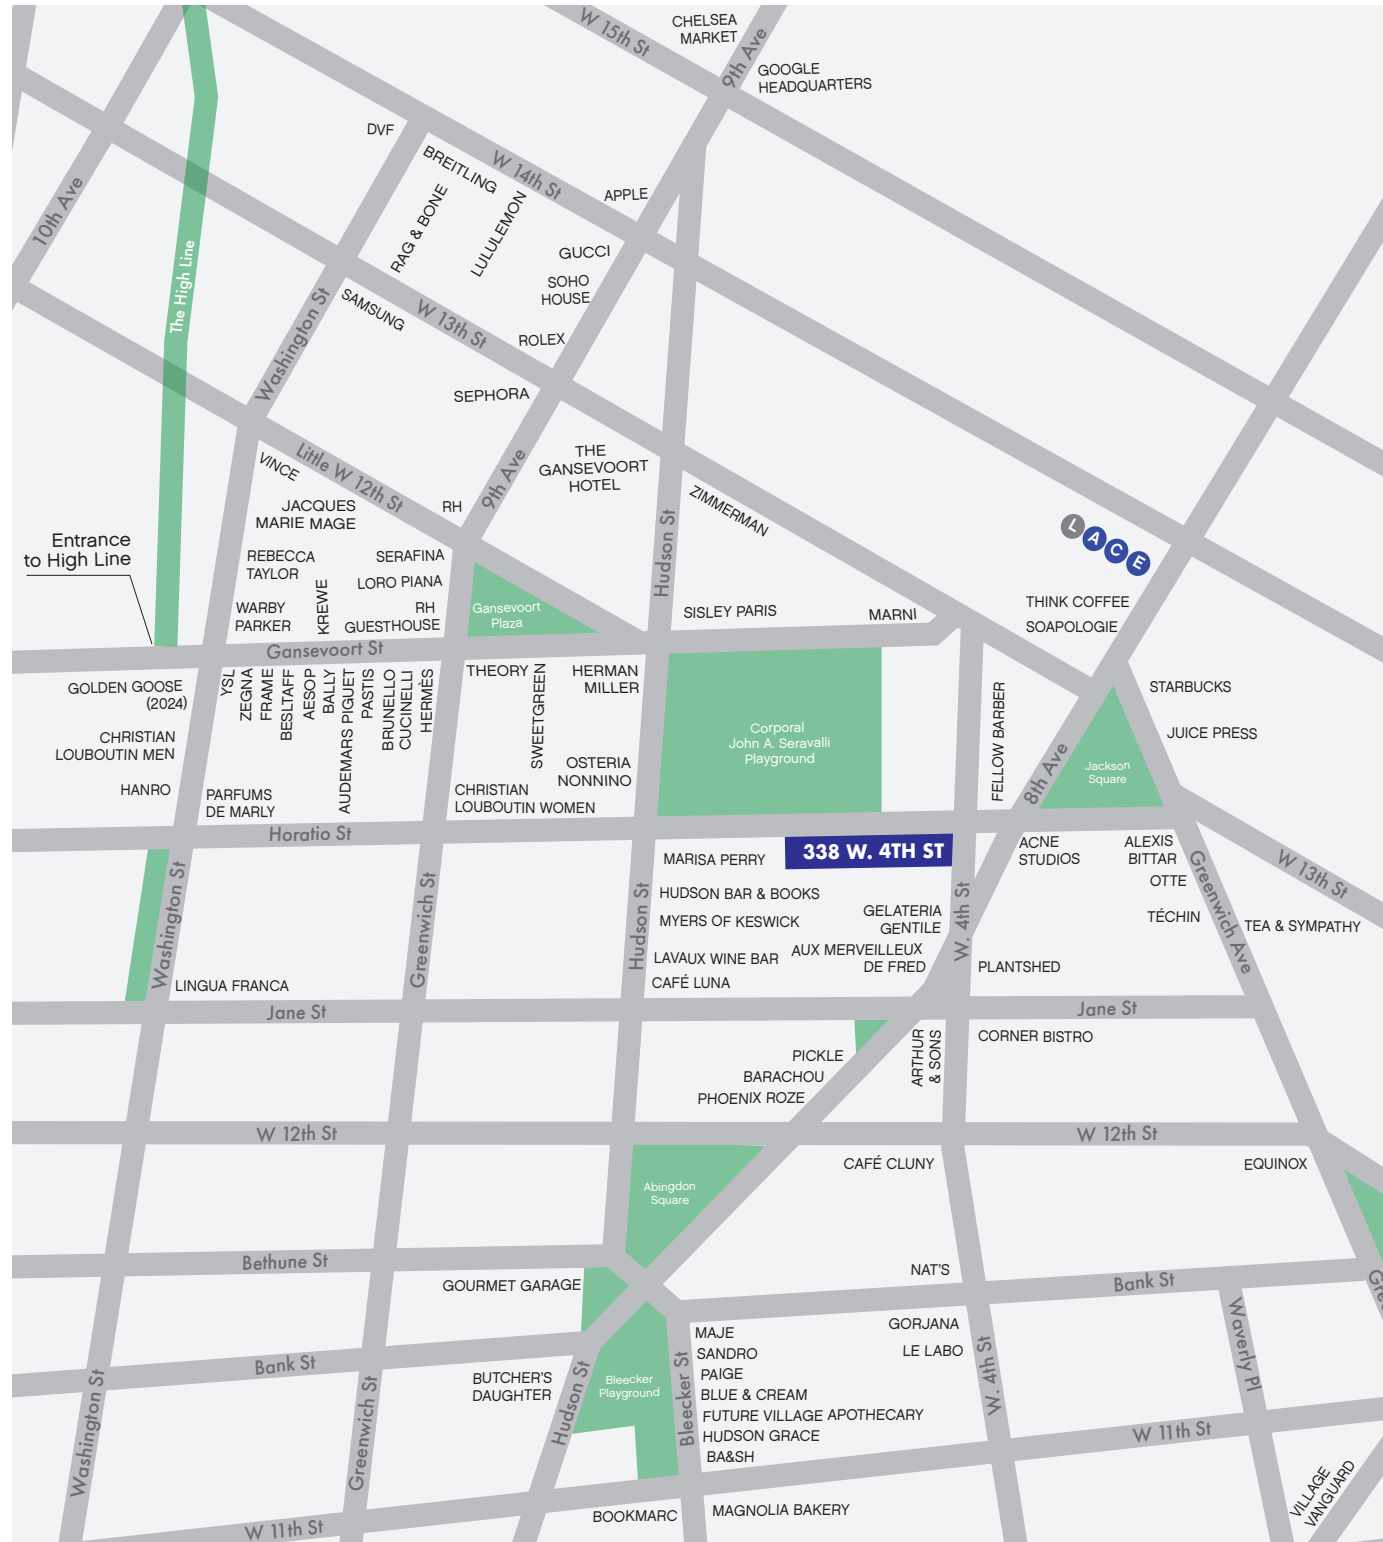 CHELSEA
MARKET
W 15th St
9th Ave
GOOGLE
HEADQUARTERS
DVF
BREITLING
W 14th St
RAG & BONE
LULULEMON
APPLE
10th Ave
The High Line
GUCCI
SOHO
HOUSE
Washington St
SAMSUNG
W 13th St
ROLEX
SEPHORA
VINCE
Little W 12th St
9th Ave
THE
GANSEVOORT
HOTEL
JACQUES
MARIE MAGE
RH
Hudson St
ZIMMERMAN
L A C E
Entrance
to High Line
REBECCA
TAYLOR
KREWE
SERAFINA
LORO PIANA
WARBY
PARKER
RH
GUESTHOUSE
Gansevoort
Plaza
SISLEY PARIS
MARNI
THINK COFFEE
SOAPOLOGIE
Gansevoort St
GOLDEN GOOSE
(2024)
YSL
ZEGNA
FRAME
BESLTAFF
AESOP
BALLY
AUDEMARS PIGUET
PASTIS
BRUNELLO
CUCINELLI
HERMÈS
THEORY
SWEETGREEN
HERMAN
MILLER
FELLOW BARBER
STARBUCKS
CHRISTIAN
LOUBOUTIN MEN
Corporal
John A. Seravalli
Playground
JUICE PRESS
8th Ave
Jackson
Square
OSTERIA
NONNINO
HANRO
PARFUMS
DE MARLY
CHRISTIAN
LOUBOUTIN WOMEN
Horatio St
338 W. 4TH ST
MARISA PERRY
ACNE
STUDIOS
ALEXIS
BITTAR
Greenwich Ave
W 13th St
OTTE
Washington St
Greenwich St
Hudson St
HUDSON BAR & BOOKS
W. 4th St
MYERS OF KESWICK
GELATERIA
GENTILE
TÉCHIN
TEA & SYMPATHY
LAVAUX WINE BAR
AUX MERVEILLEUX
DE FRED
PLANTSHED
CAFÉ LUNA
LINGUA FRANCA
Jane St
Jane St
ARTHUR
& SONS
CORNER BISTRO
PICKLE
BARACHOU
PHOENIX ROZE
W 12th St
W 12th St
CAFÉ CLUNY
EQUINOX
Abingdon
Square
Bethune St
GOURMET GARAGE
NAT'S
Bank St
Gree
Waverly Pl
MAJE
SANDRO
PAIGE
BLUE & CREAM
FUTURE VILLAGE APOTHECARY
HUDSON GRACE
BA&SH
GORJANA
LE LABO
Bank St
BUTCHER'S
DAUGHTER
Bleecker
Playground
Washington St
Greenwich St
Hudson St
Bleecker St
W. 4th St
W 11th St
VILLAGE
VANGUARD
BOOKMARC
MAGNOLIA BAKERY
W 11th St